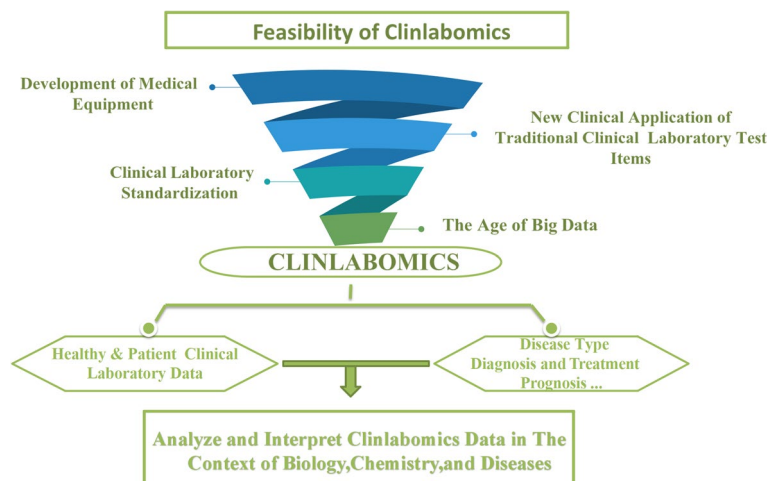 Feasibility of Clinlabomics
Development of Medical
Equipment
New Clinical Application of
Traditional Clinical Laboratory Test
Items
Clinical Laboratory
Standardization
The Age of Big Data
CLINLABOMICS
Healthy & Patient Clinical
Laboratory Data
Disease Type
Diagnosis and Treatment
Prognosis ...
Analyze and Interpret Clinlabomics Data in The
Context of Biology,Chemistry,and Diseases